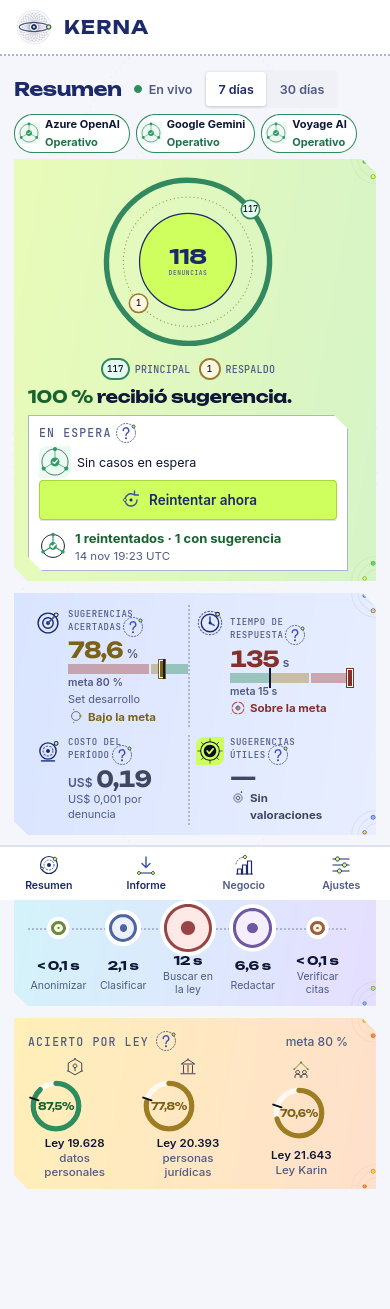 KERNA
Resumen
En vivo
7 días
30 días
Azure OpenAI
Operativo
Google Gemini
Operativo
Voyage AI
Operativo
117
118
DENUNCIAS
1
117 PRINCIPAL 1 RESPALDO
100 % recibió sugerencia.
EN ESPERA ?
Sin casos en espera
Reintentar ahora
1 reintentados · 1 con sugerencia
14 nov 19:23 UTC
SUGERENCIAS
ACERTADAS ?
78,6 %
meta 80 %
Set desarrollo
Bajo la meta
TIEMPO DE
RESPUESTA ?
135 s
meta 15 s
Sobre la meta
COSTO DEL
PERÍODO ?
US$ 0,19
US$ 0,001 por
denuncia
SUGERENCIAS
ÚTILES ?
—
Sin
valoraciones
Resumen
Informe
Negocio
Ajustes
< 0,1 s
Anonimizar
2,1 s
Clasificar
12 s
Buscar en
la ley
6,6 s
Redactar
< 0,1 s
Verificar
citas
ACIERTO POR LEY ?
meta 80 %
87,5%
Ley 19.628
datos
personales
77,8%
Ley 20.393
personas
jurídicas
70,6%
Ley 21.643
Ley Karin